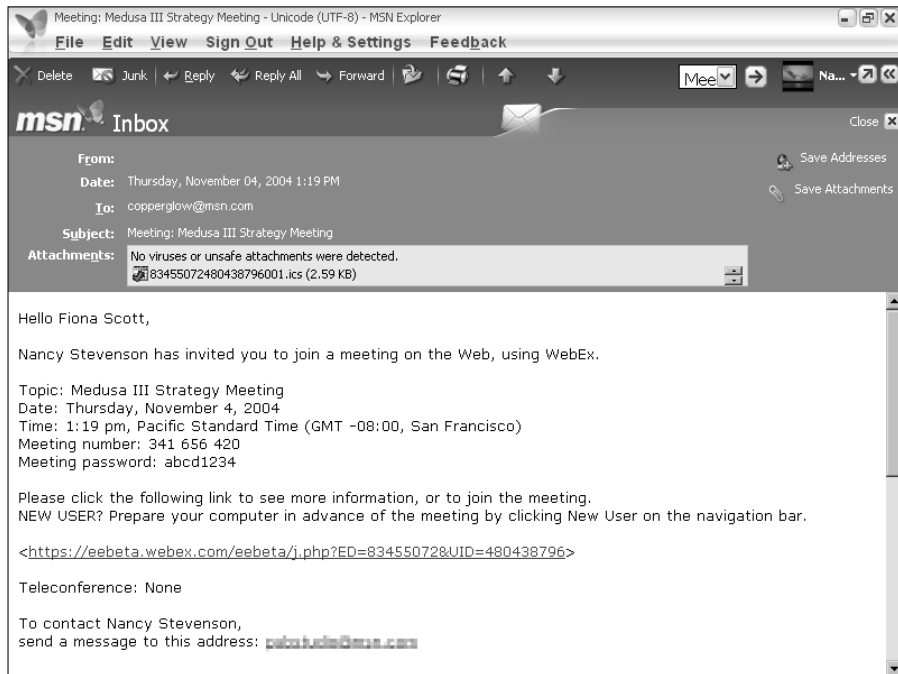 Meeting: Medusa III Strategy Meeting - Unicode (UTF-8) - MSN Explorer
File Edit View Sign Out Help & Settings Feedback
Delete Junk Reply Reply All Forward Mee Na...
msn Inbox Close
From: Save Addresses
Date: Thursday, November 04, 2004 1:19 PM
Save Attachments
To: copperglow@msn.com
Subject: Meeting: Medusa III Strategy Meeting
Attachments: No viruses or unsafe attachments were detected.
83455072480438796001.ics (2.59 KB)
Hello Fiona Scott,
Nancy Stevenson has invited you to join a meeting on the Web, using WebEx.
Topic: Medusa III Strategy Meeting
Date: Thursday, November 4, 2004
Time: 1:19 pm, Pacific Standard Time (GMT -08:00, San Francisco)
Meeting number: 341 656 420
Meeting password: abcd1234
Please click the following link to see more information, or to join the meeting.
NEW USER? Prepare your computer in advance of the meeting by clicking New User on the navigation bar.
<https://eebeta.webex.com/eebeta/j.php?ED=83455072&UID=480438796>
Teleconference: None
To contact Nancy Stevenson,
send a message to this address: